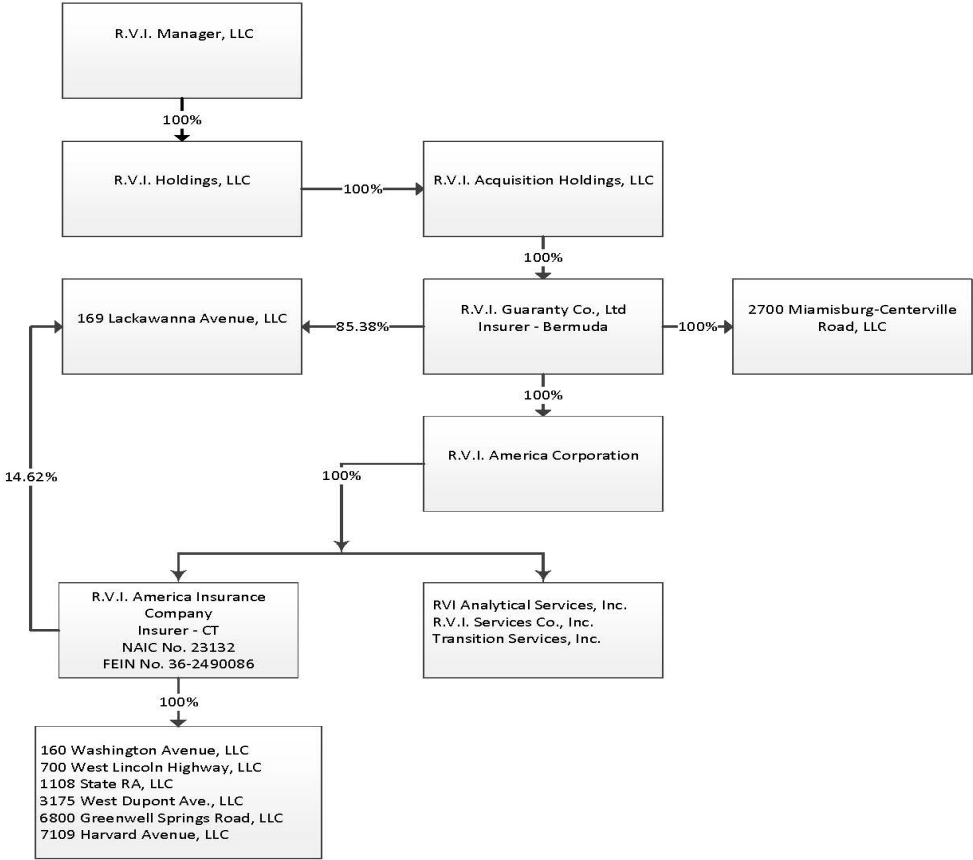 R.V.I. Manager, LLC
100%
R.V.I. Holdings, LLC
100%
R.V.I. Acquisition Holdings, LLC
100%
169 Lackawanna Avenue, LLC
85.38%
R.V.I. Guaranty Co., Ltd
Insurer - Bermuda
100%
2700 Miamisburg-Centerville
Road, LLC
100%
R.V.I. America Corporation
100%
14.62%
R.V.I. America Insurance
Company
Insurer - CT
NAIC No. 23132
FEIN No. 36-2490086
RVI Analytical Services, Inc.
R.V.I. Services Co., Inc.
Transition Services, Inc.
100%
160 Washington Avenue, LLC
700 West Lincoln Highway, LLC
1108 State RA, LLC
3175 West Dupont Ave., LLC
6800 Greenwell Springs Road, LLC
7109 Harvard Avenue, LLC